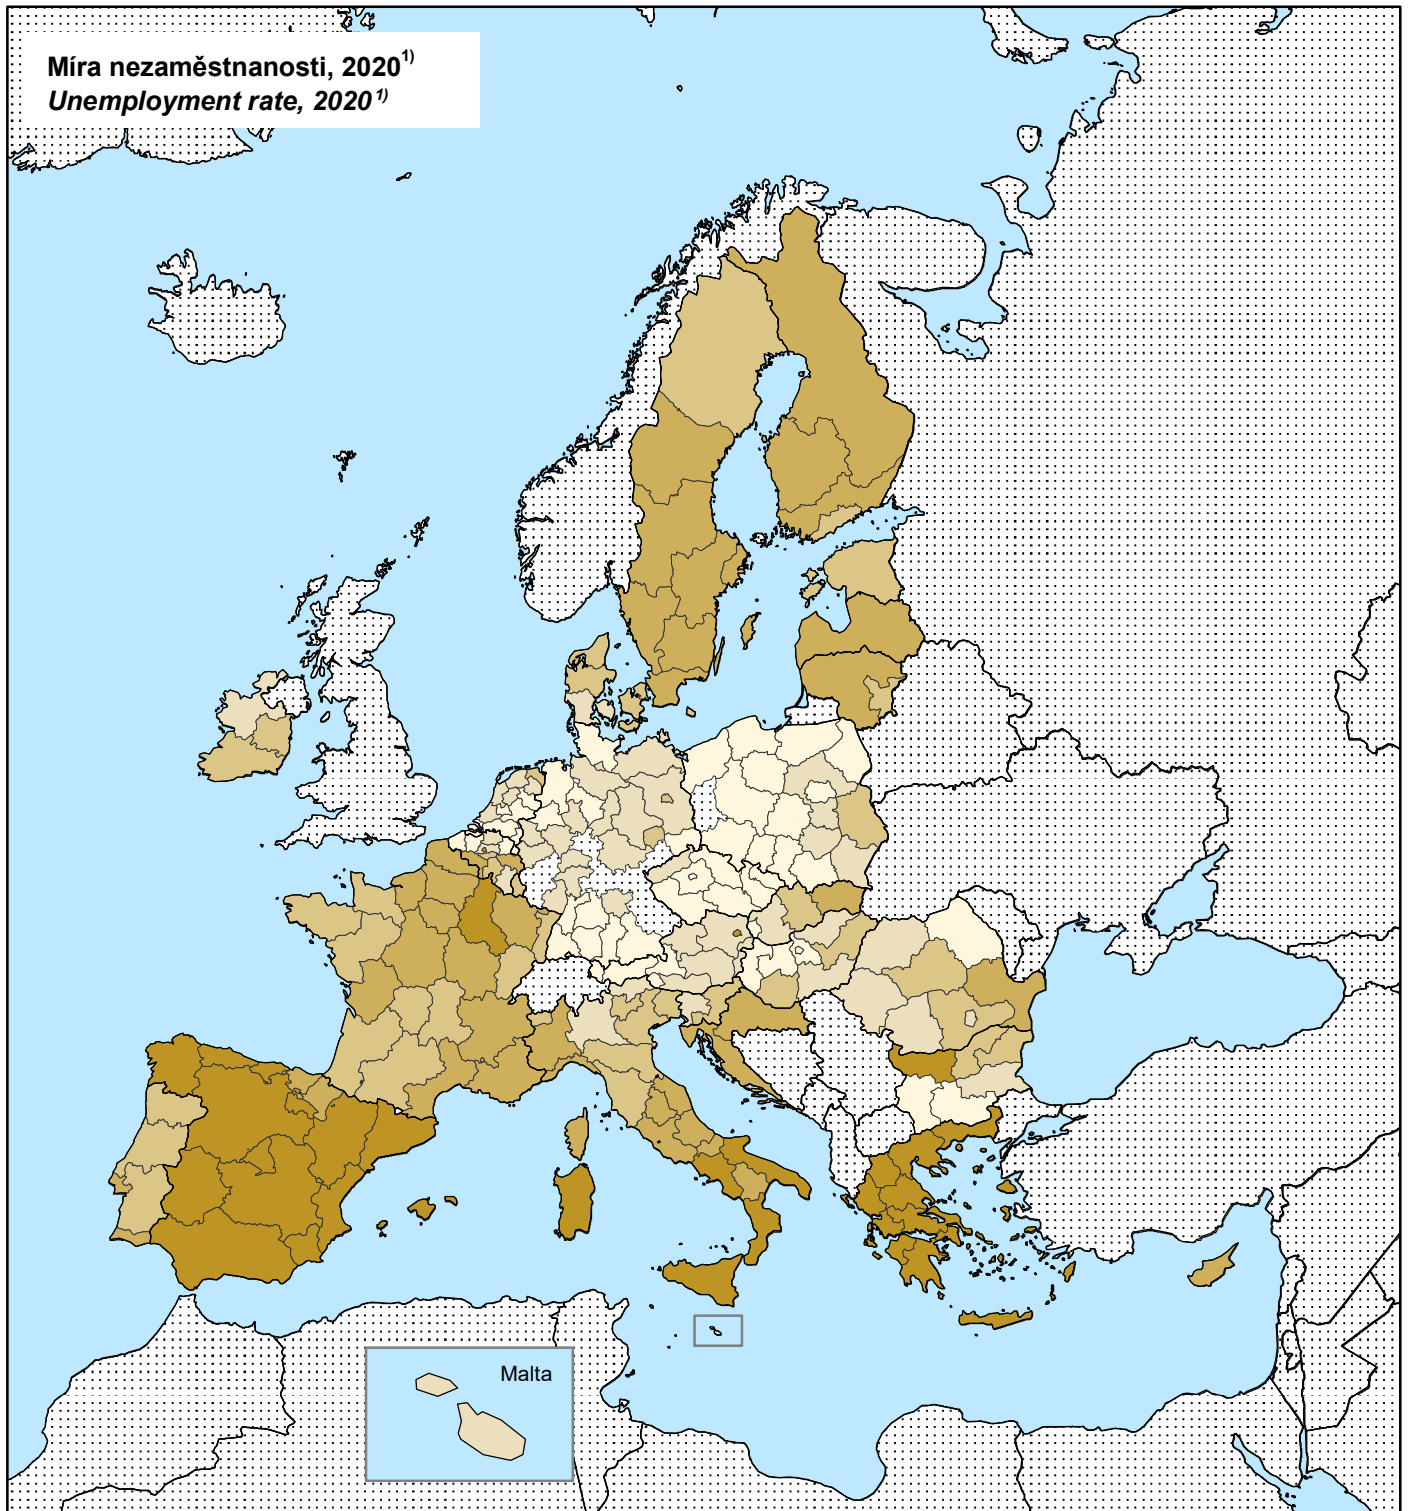 Míra nezaměstnanosti, 2020¹⁾
Unemployment rate, 2020¹⁾
Malta